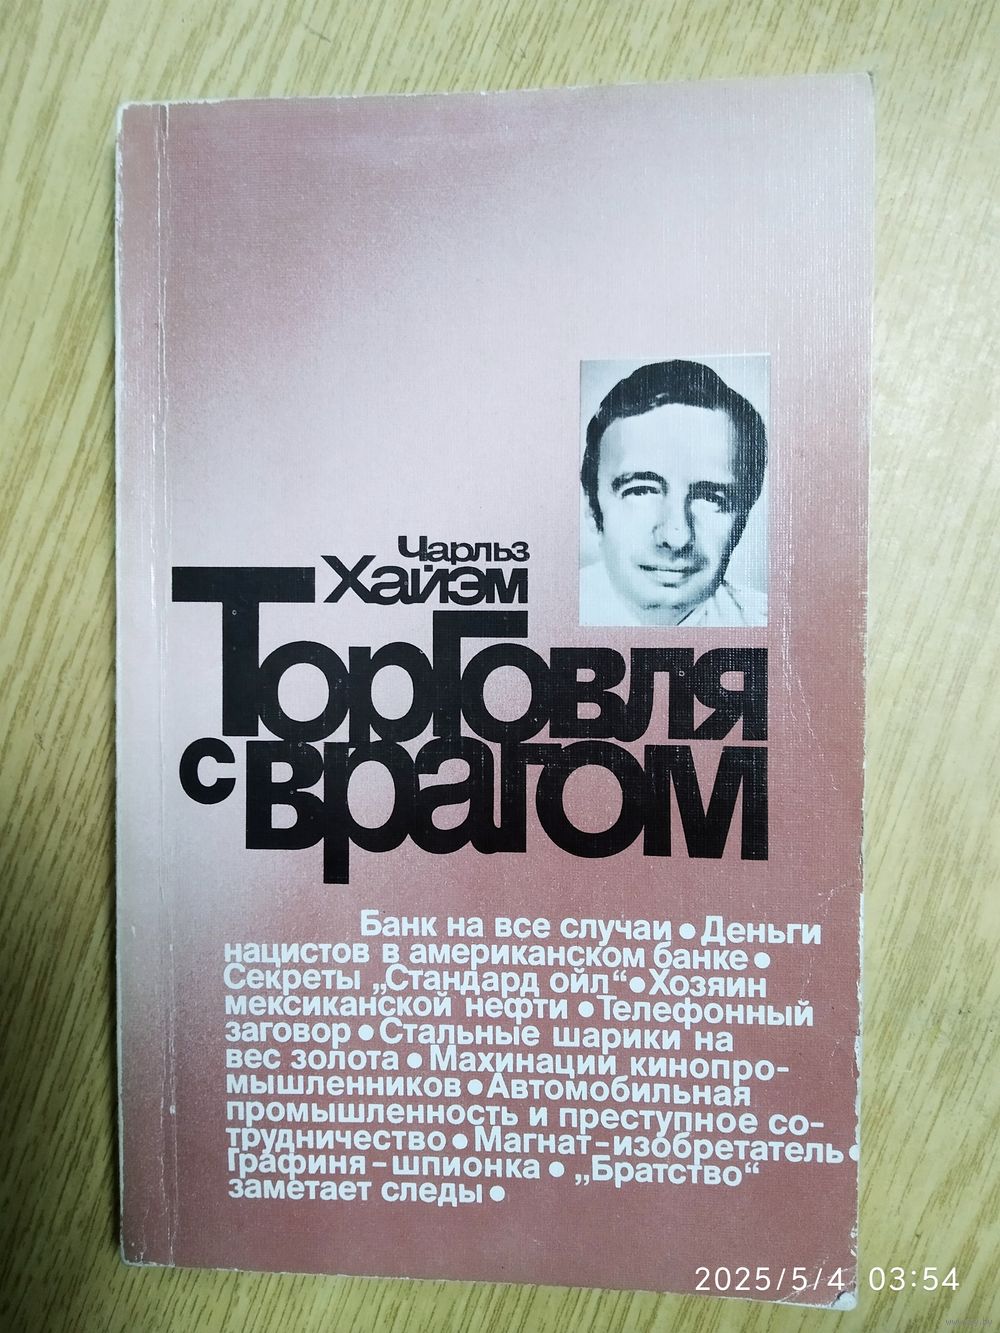 Чарльз
Хайэм
Торговля
с врагом
Банк на все случаи • Деньги
нацистов в американском банке •
Секреты „Стандард ойл“ • Хозяин
мексиканской нефти • Телефонный
заговор • Стальные шарики на
вес золота • Махинации кинопро-
мышленников • Автомобильная
промышленность и преступное со-
трудничество • Магнат-изобретатель •
Графиня-шпионка • „Братство“
заметает следы •
2025/5/4 03:54